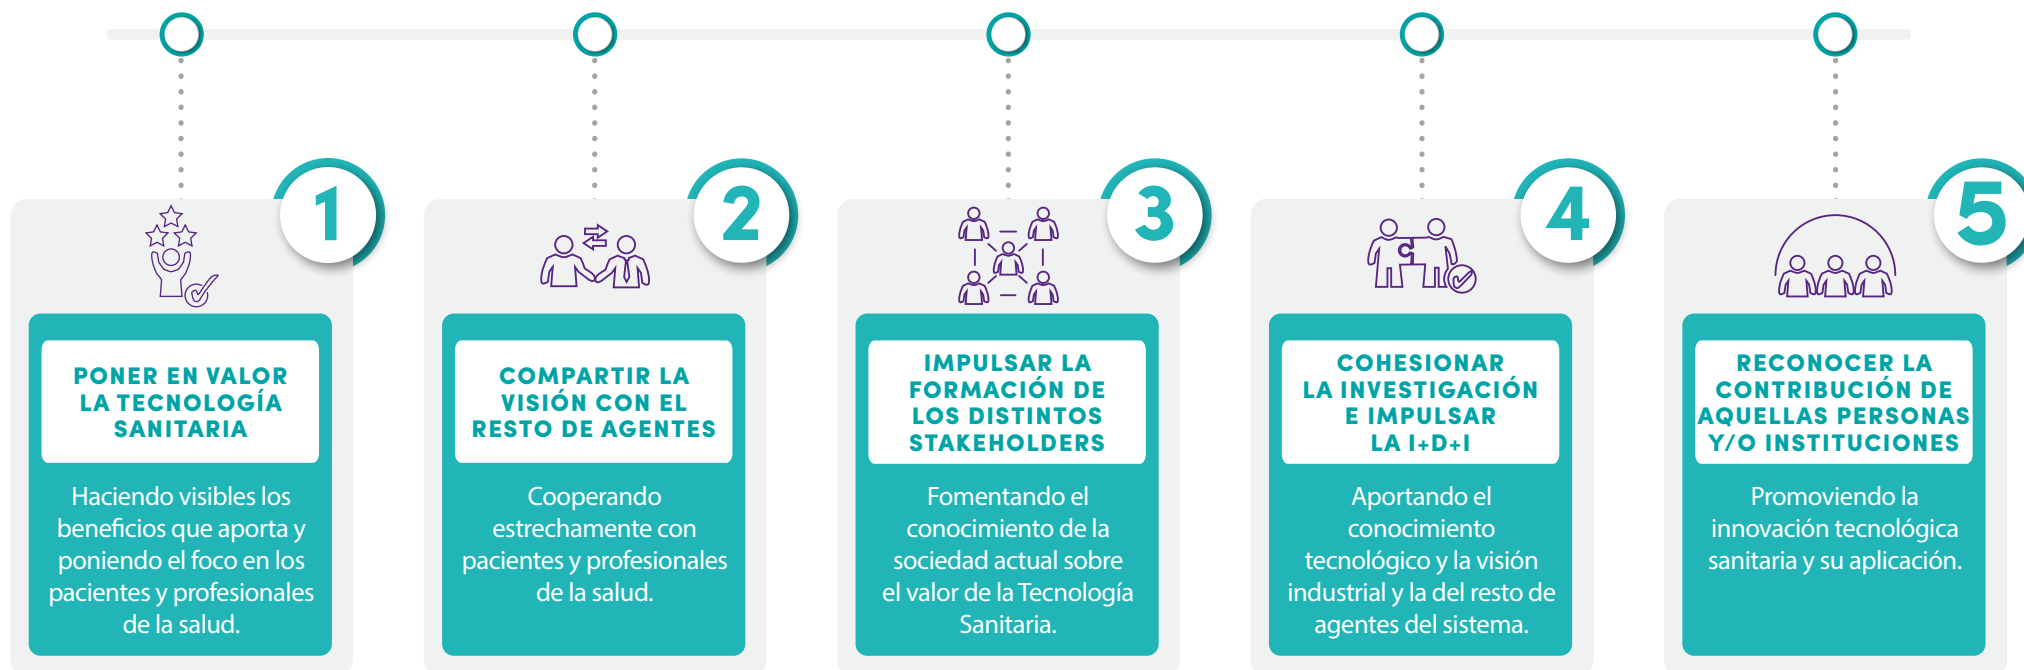 1
PONER EN VALOR
LA TECNOLOGÍA
SANITARIA
Haciendo visibles los
beneficios que aporta y
poniendo el foco en los
pacientes y profesionales
de la salud.
2
COMPARTIR LA
VISIÓN CON EL
RESTO DE AGENTES
Cooperando
estrechamente con
pacientes y profesionales
de la salud.
3
IMPULSAR LA
FORMACIÓN DE
LOS DISTINTOS
STAKEHOLDERS
Fomentando el
conocimiento de la
sociedad actual sobre
el valor de la Tecnología
Sanitaria.
4
COHESIONAR
LA INVESTIGACIÓN
E IMPULSAR
LA I+D+I
Aportando el
conocimiento
tecnológico y la visión
industrial y la del resto de
agentes del sistema.
5
RECONOCER LA
CONTRIBUCIÓN DE
AQUELLAS PERSONAS
Y/O INSTITUCIONES
Promoviendo la
innovación tecnológica
sanitaria y su aplicación.